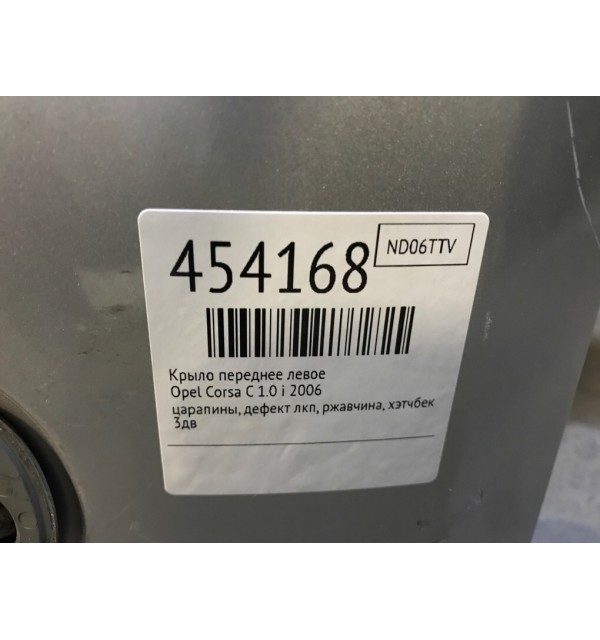 454168
ND06TTV
Крыло переднее левое
Opel Corsa C 1.0 i 2006
царапины, дефект лкп, ржавчина, хэтчбек
3дв